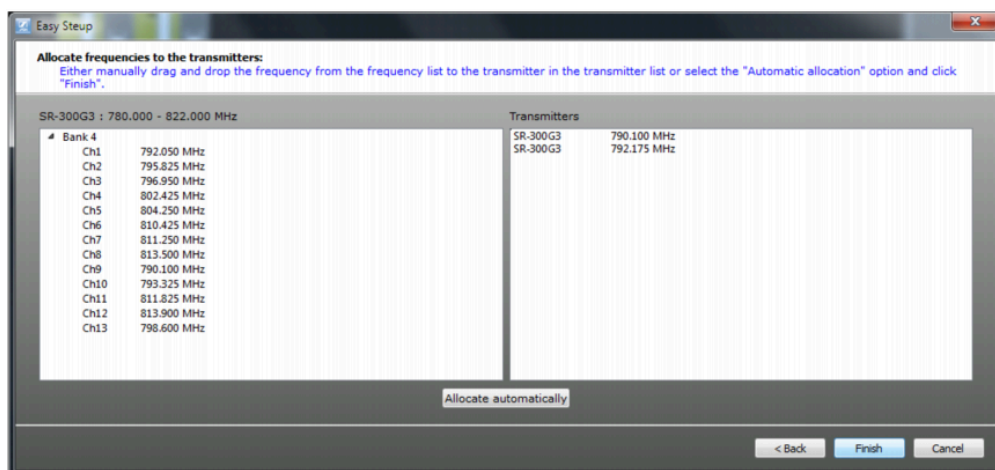 Easy Steup
Allocate frequencies to the transmitters:
Either manually drag and drop the frequency from the frequency list to the transmitter in the transmitter list or select the "Automatic allocation" option and click
"Finish".
SR-300G3 : 780.000 - 822.000 MHz
Bank 4
Ch1 792.050 MHz
Ch2 795.825 MHz
Ch3 796.950 MHz
Ch4 802.425 MHz
Ch5 804.250 MHz
Ch6 810.425 MHz
Ch7 811.250 MHz
Ch8 813.500 MHz
Ch9 790.100 MHz
Ch10 793.325 MHz
Ch11 811.825 MHz
Ch12 813.900 MHz
Ch13 798.600 MHz
Transmitters
SR-300G3 790.100 MHz
SR-300G3 792.175 MHz
Allocate automatically
< Back Finish Cancel